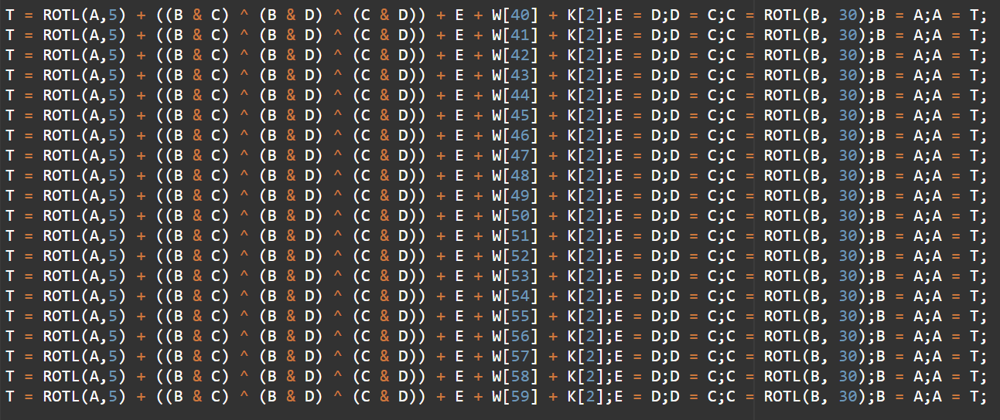 T = ROTL(A,5) + ((B & C) ^ (B & D) ^ (C & D)) + E + W[40] + K[2];E = D;D = C;C = ROTL(B, 30);B = A;A = T;
T = ROTL(A,5) + ((B & C) ^ (B & D) ^ (C & D)) + E + W[41] + K[2];E = D;D = C;C = ROTL(B, 30);B = A;A = T;
T = ROTL(A,5) + ((B & C) ^ (B & D) ^ (C & D)) + E + W[42] + K[2];E = D;D = C;C = ROTL(B, 30);B = A;A = T;
T = ROTL(A,5) + ((B & C) ^ (B & D) ^ (C & D)) + E + W[43] + K[2];E = D;D = C;C = ROTL(B, 30);B = A;A = T;
T = ROTL(A,5) + ((B & C) ^ (B & D) ^ (C & D)) + E + W[44] + K[2];E = D;D = C;C = ROTL(B, 30);B = A;A = T;
T = ROTL(A,5) + ((B & C) ^ (B & D) ^ (C & D)) + E + W[45] + K[2];E = D;D = C;C = ROTL(B, 30);B = A;A = T;
T = ROTL(A,5) + ((B & C) ^ (B & D) ^ (C & D)) + E + W[46] + K[2];E = D;D = C;C = ROTL(B, 30);B = A;A = T;
T = ROTL(A,5) + ((B & C) ^ (B & D) ^ (C & D)) + E + W[47] + K[2];E = D;D = C;C = ROTL(B, 30);B = A;A = T;
T = ROTL(A,5) + ((B & C) ^ (B & D) ^ (C & D)) + E + W[48] + K[2];E = D;D = C;C = ROTL(B, 30);B = A;A = T;
T = ROTL(A,5) + ((B & C) ^ (B & D) ^ (C & D)) + E + W[49] + K[2];E = D;D = C;C = ROTL(B, 30);B = A;A = T;
T = ROTL(A,5) + ((B & C) ^ (B & D) ^ (C & D)) + E + W[50] + K[2];E = D;D = C;C = ROTL(B, 30);B = A;A = T;
T = ROTL(A,5) + ((B & C) ^ (B & D) ^ (C & D)) + E + W[51] + K[2];E = D;D = C;C = ROTL(B, 30);B = A;A = T;
T = ROTL(A,5) + ((B & C) ^ (B & D) ^ (C & D)) + E + W[52] + K[2];E = D;D = C;C = ROTL(B, 30);B = A;A = T;
T = ROTL(A,5) + ((B & C) ^ (B & D) ^ (C & D)) + E + W[53] + K[2];E = D;D = C;C = ROTL(B, 30);B = A;A = T;
T = ROTL(A,5) + ((B & C) ^ (B & D) ^ (C & D)) + E + W[54] + K[2];E = D;D = C;C = ROTL(B, 30);B = A;A = T;
T = ROTL(A,5) + ((B & C) ^ (B & D) ^ (C & D)) + E + W[55] + K[2];E = D;D = C;C = ROTL(B, 30);B = A;A = T;
T = ROTL(A,5) + ((B & C) ^ (B & D) ^ (C & D)) + E + W[56] + K[2];E = D;D = C;C = ROTL(B, 30);B = A;A = T;
T = ROTL(A,5) + ((B & C) ^ (B & D) ^ (C & D)) + E + W[57] + K[2];E = D;D = C;C = ROTL(B, 30);B = A;A = T;
T = ROTL(A,5) + ((B & C) ^ (B & D) ^ (C & D)) + E + W[58] + K[2];E = D;D = C;C = ROTL(B, 30);B = A;A = T;
T = ROTL(A,5) + ((B & C) ^ (B & D) ^ (C & D)) + E + W[59] + K[2];E = D;D = C;C = ROTL(B, 30);B = A;A = T;